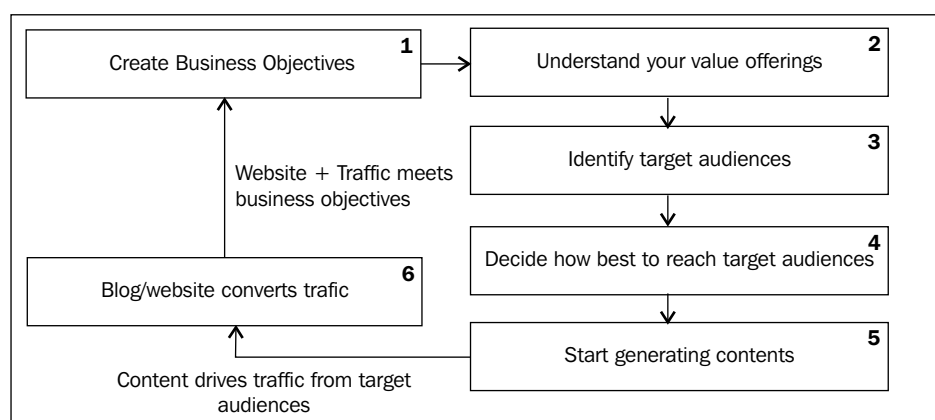 1
Create Business Objectives
2
Understand your value offerings
3
Identify target audiences
4
Decide how best to reach target audiences
5
Start generating contents
Content drives traffic from target
audiences
6
Blog/website converts trafic
Website + Traffic meets
business objectives